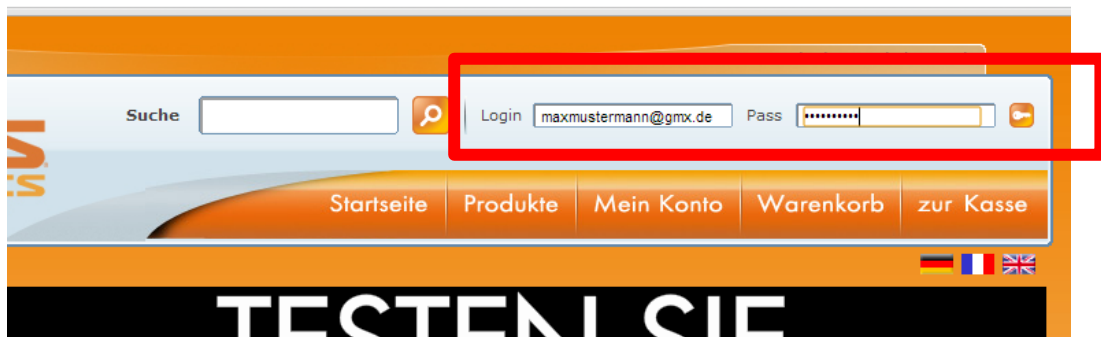 Suche
Login maxmustermann@gmx.de Pass ••••••••••
Startseite Produkte Mein Konto Warenkorb zur Kasse
TESTEN SIE